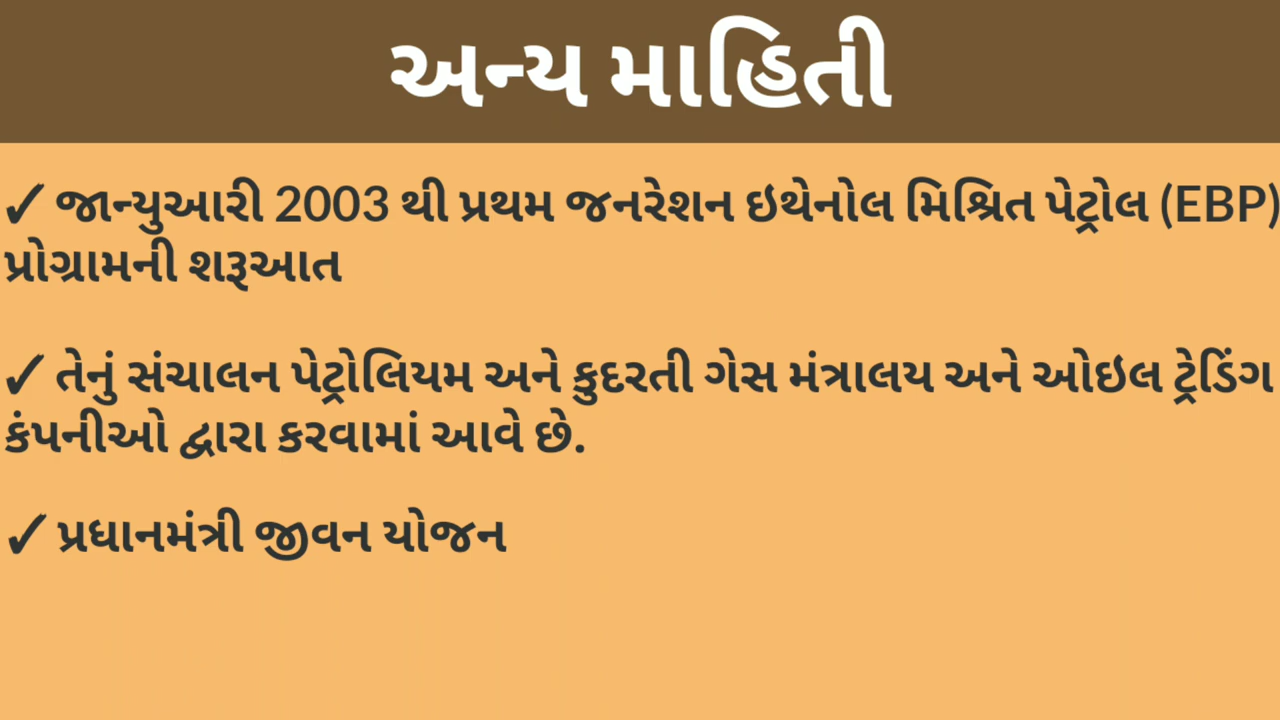 અન્ય માહિતી
✓ જાન્યુઆરી 2003 થી પ્રથમ જનરેશન ઇથેનોલ મિશ્રિત પેટ્રોલ (EBP)
પ્રોગ્રામની શરૂઆત
✓ તેનું સંચાલન પેટ્રોલિયમ અને કુદરતી ગેસ મંત્રાલય અને ઓઇલ ટ્રેડિંગ
કંપનીઓ દ્વારા કરવામાં આવે છે.
✓ પ્રધાનમંત્રી જીવન યોજન